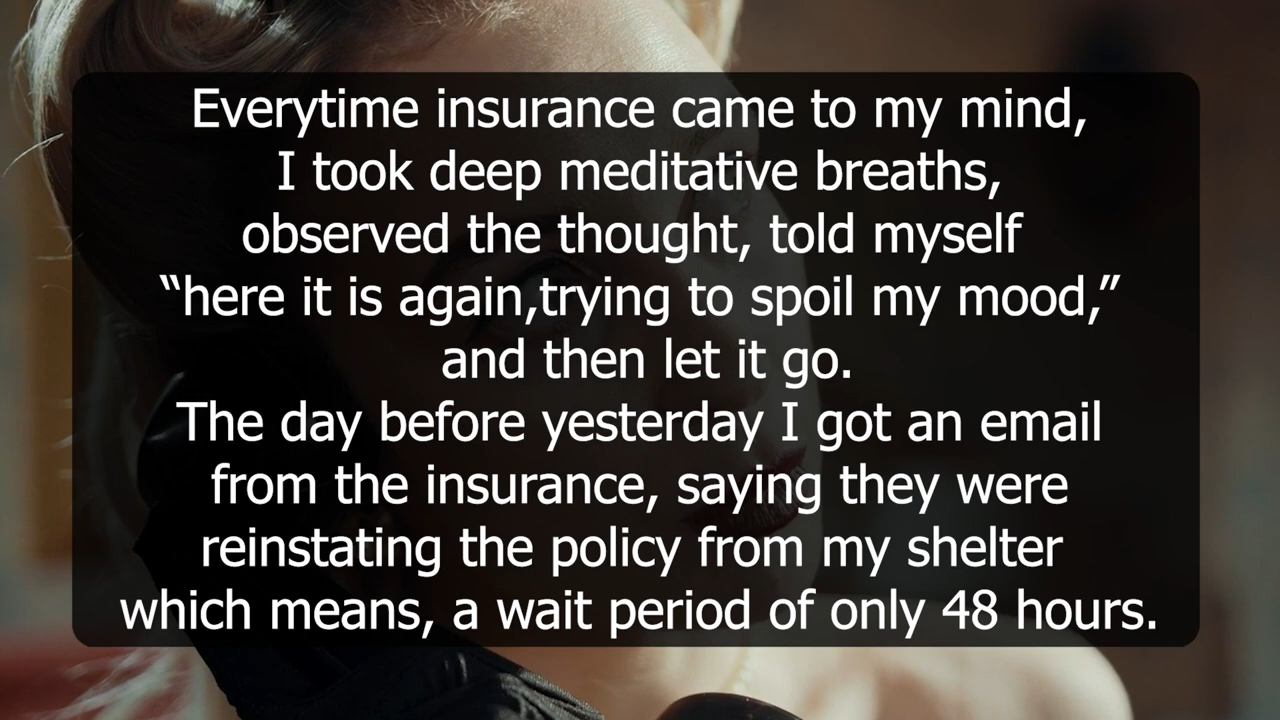 Everytime insurance came to my mind,
I took deep meditative breaths,
observed the thought, told myself
“here it is again,trying to spoil my mood,”
and then let it go.
The day before yesterday I got an email
from the insurance, saying they were
reinstating the policy from my shelter
which means, a wait period of only 48 hours.